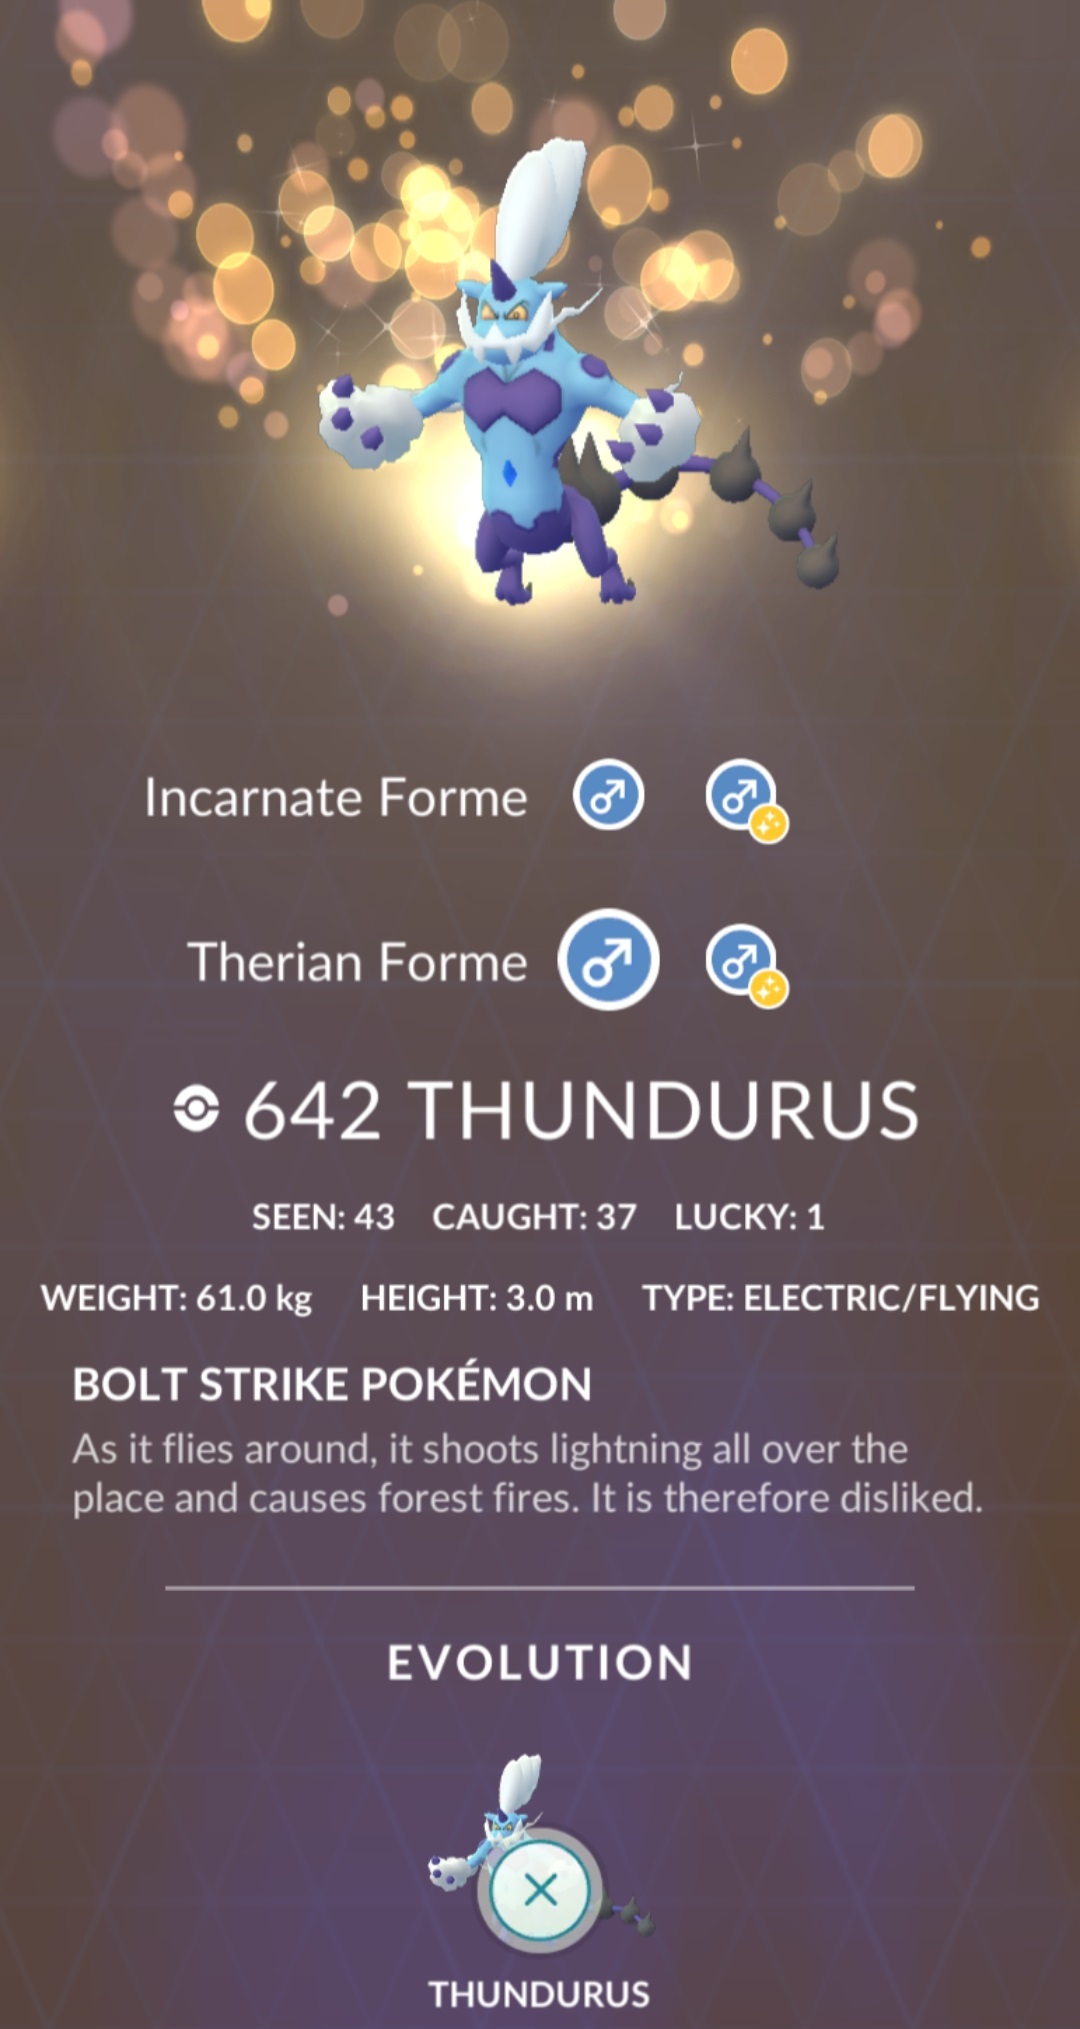 Incarnate Forme
Therian Forme
642 THUNDURUS
SEEN: 43 CAUGHT: 37 LUCKY: 1
WEIGHT: 61.0 kg HEIGHT: 3.0 m TYPE: ELECTRIC/FLYING
BOLT STRIKE POKÉMON
As it flies around, it shoots lightning all over the
place and causes forest fires. It is therefore disliked.
EVOLUTION
THUNDURUS